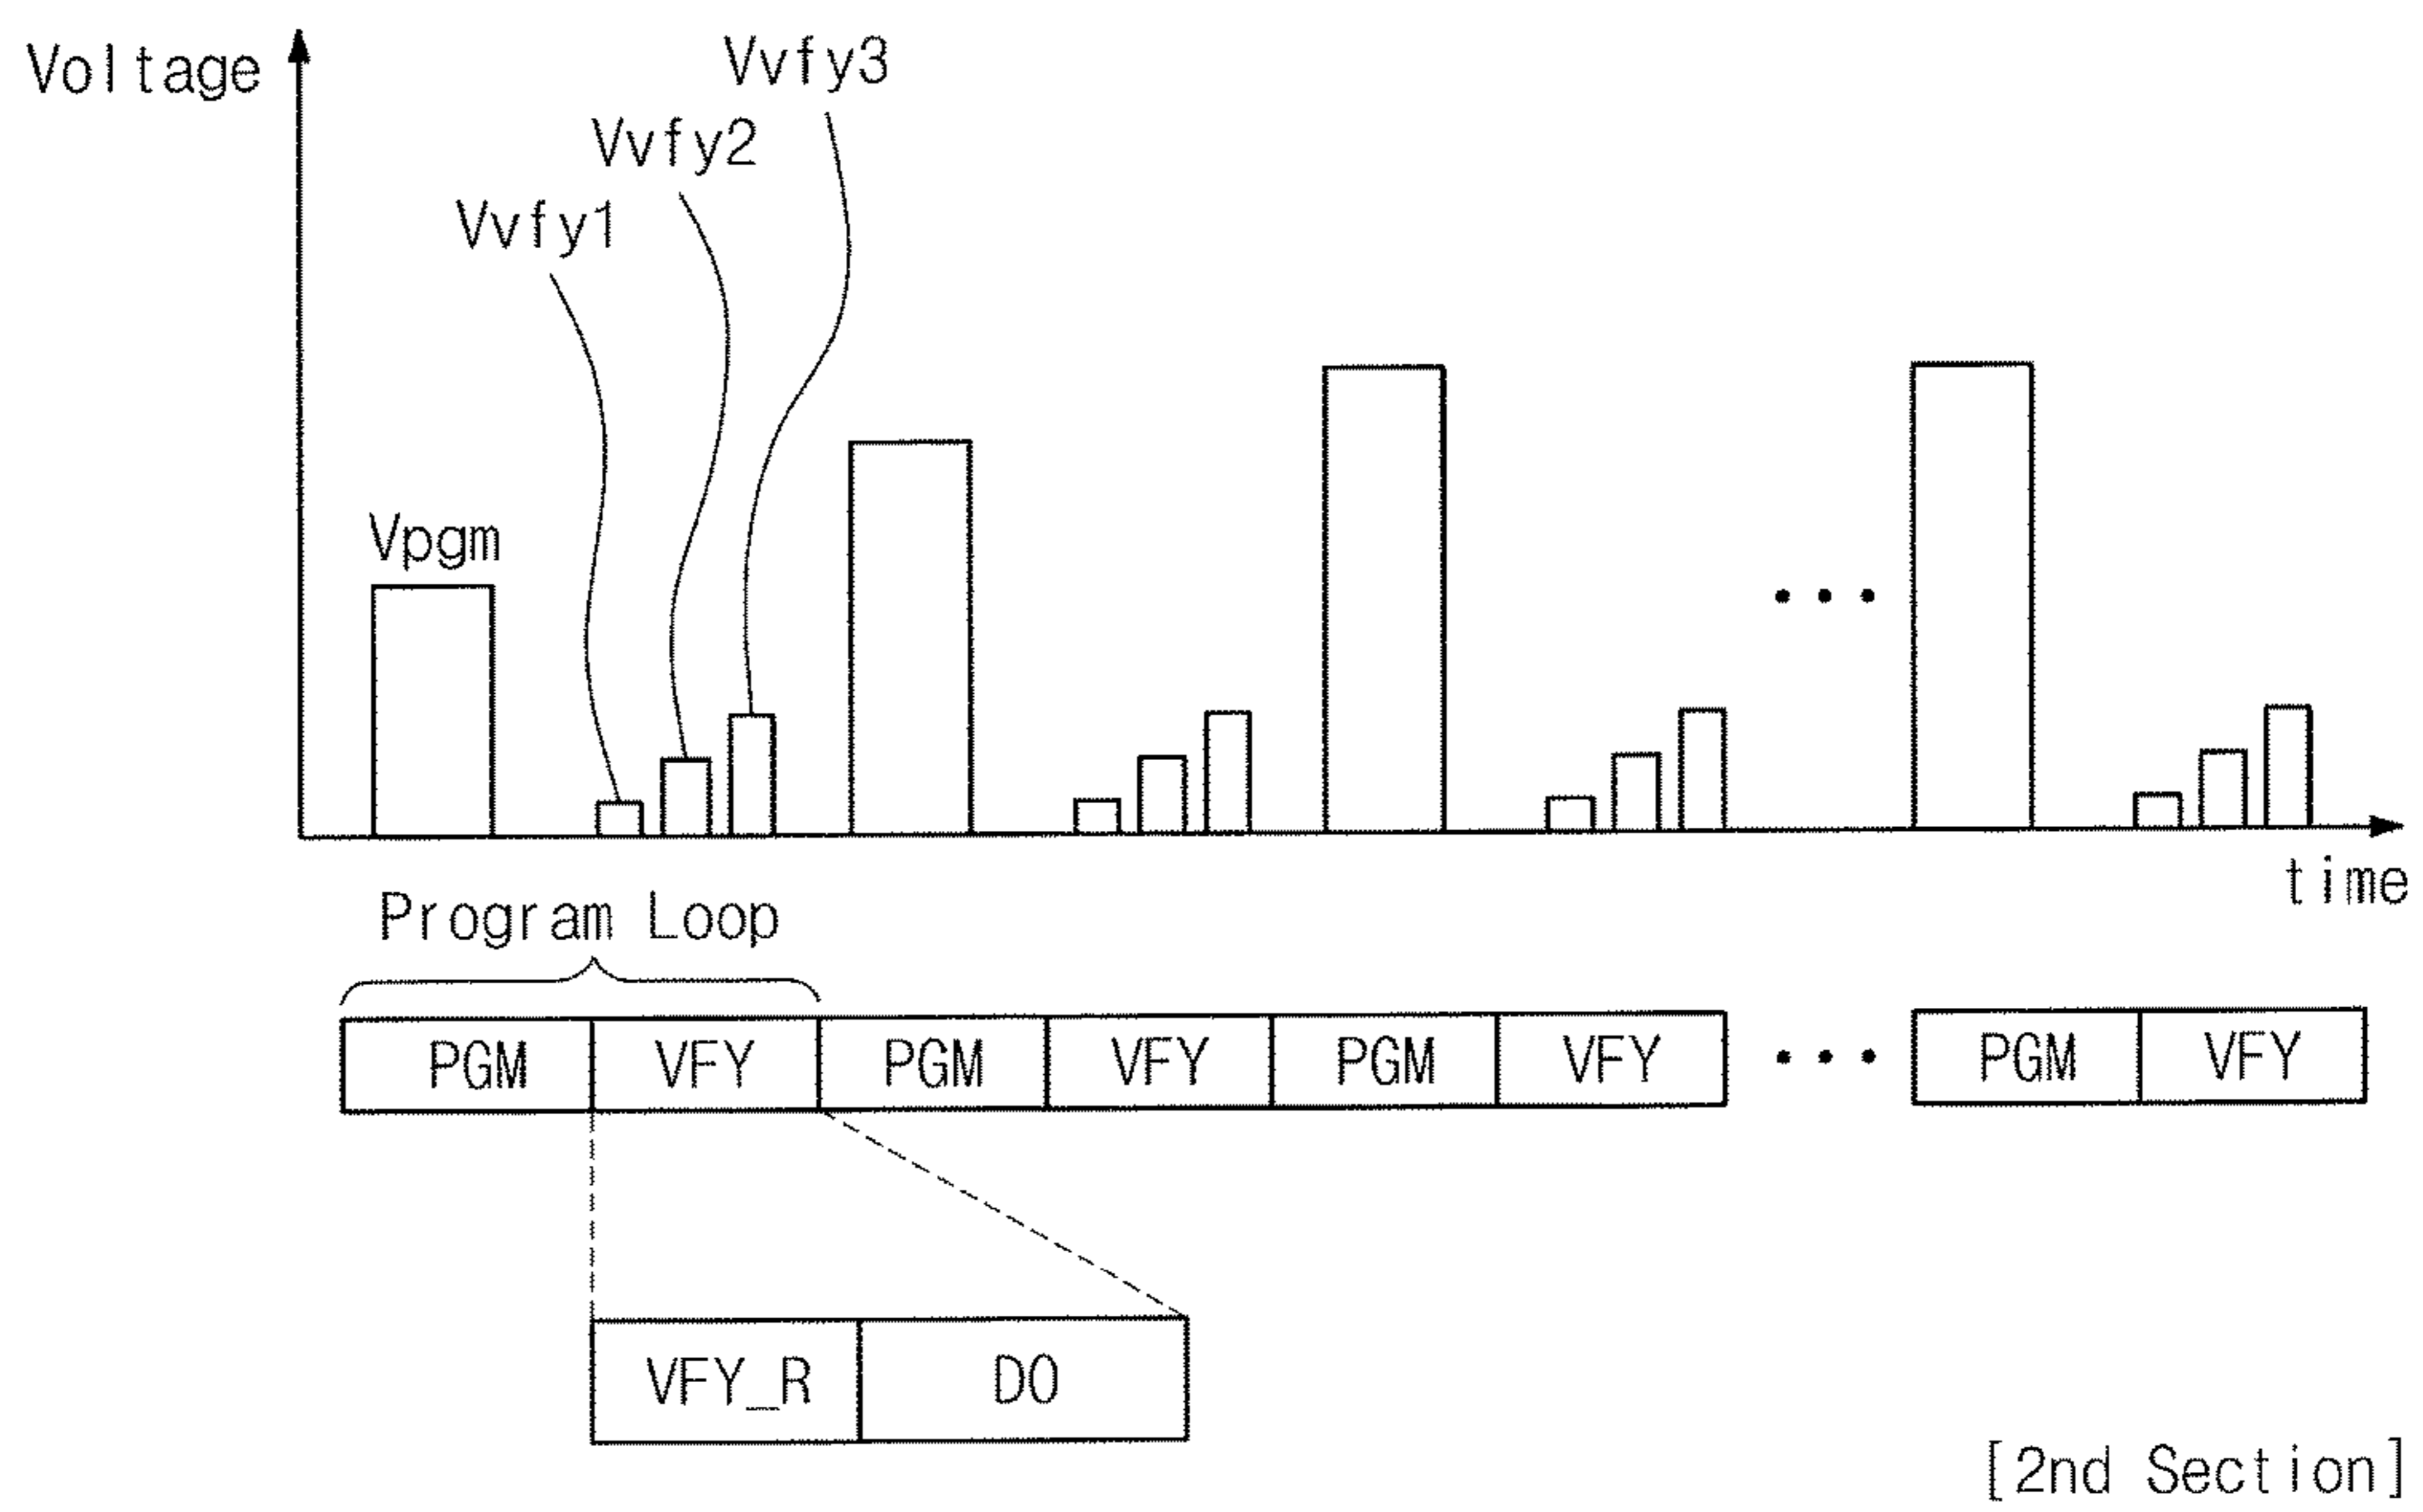 Voltage
Vvfy3
Vvfy2
Vvfy1
Vpgm
• • •
time
Program Loop
PGM VFY PGM VFY PGM VFY • • • PGM VFY
VFY_R DO
[2nd Section]